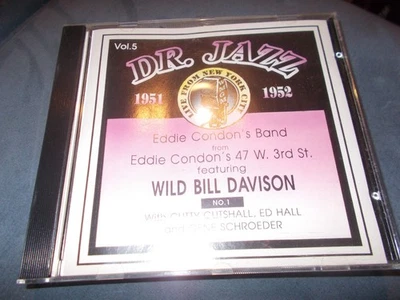 Vol.5
DR. JAZZ
1951
LIVE FROM NEW YORK CITY
1952
Eddie Condon's Band
from
Eddie Condon's 47 W. 3rd St.
featuring
WILD BILL DAVISON
NO.1
With CUTTY CUTSHALL, ED HALL
and GENE SCHROEDER